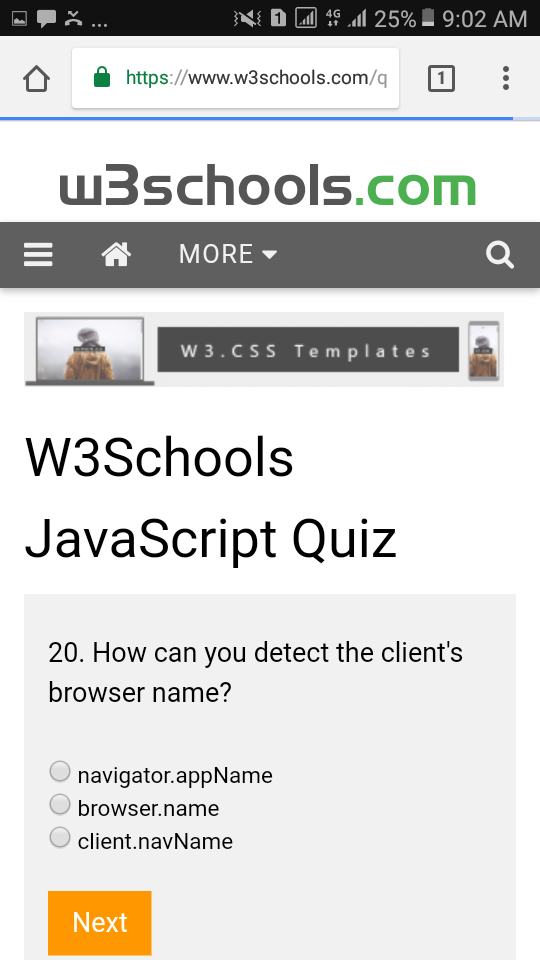 ... 1 4G 25% 9:02 AM
https://www.w3schools.com/q
1
w3schools.com
MORE
W3.CSS Templates
W3Schools
JavaScript Quiz
20. How can you detect the client's
browser name?
navigator.appName
browser.name
client.navName
Next